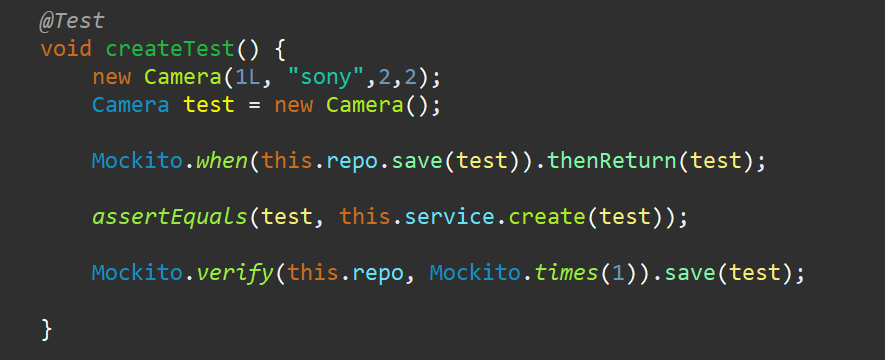 @Test
void createTest() {
    new Camera(1L, "sony",2,2);
    Camera test = new Camera();
    Mockito.when(this.repo.save(test)).thenReturn(test);
    assertEquals(test, this.service.create(test));
    Mockito.verify(this.repo, Mockito.times(1)).save(test);
}